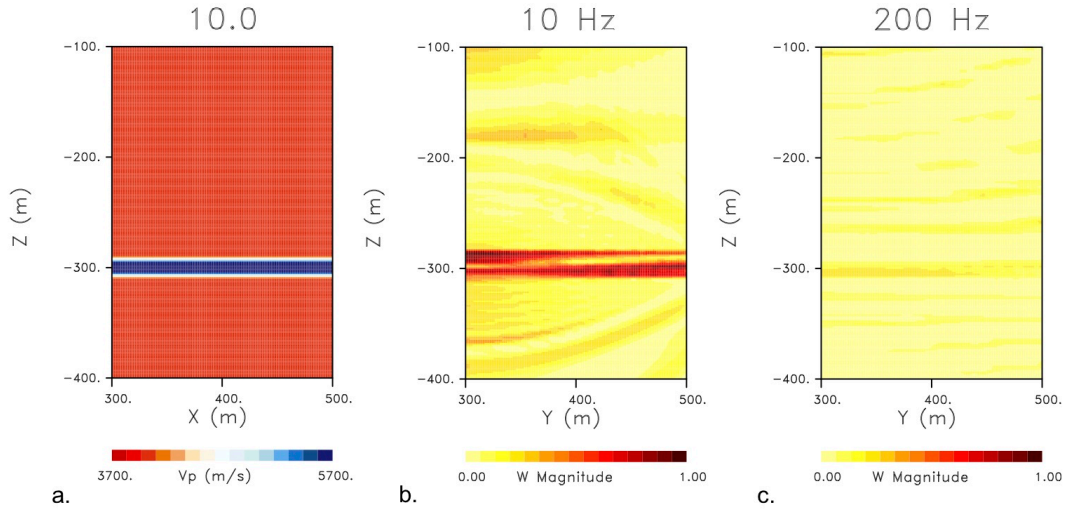 10.0
10 Hz
200 Hz
-100.
-200.
-300.
-400.
Z (m)
300.
400.
500.
X (m)
3700.
Vp (m/s)
5700.
a.
-100.
-200.
-300.
-400.
Z (m)
300.
400.
500.
Y (m)
0.00
W Magnitude
1.00
b.
-100.
-200.
-300.
-400.
Z (m)
300.
400.
500.
Y (m)
0.00
W Magnitude
1.00
c.